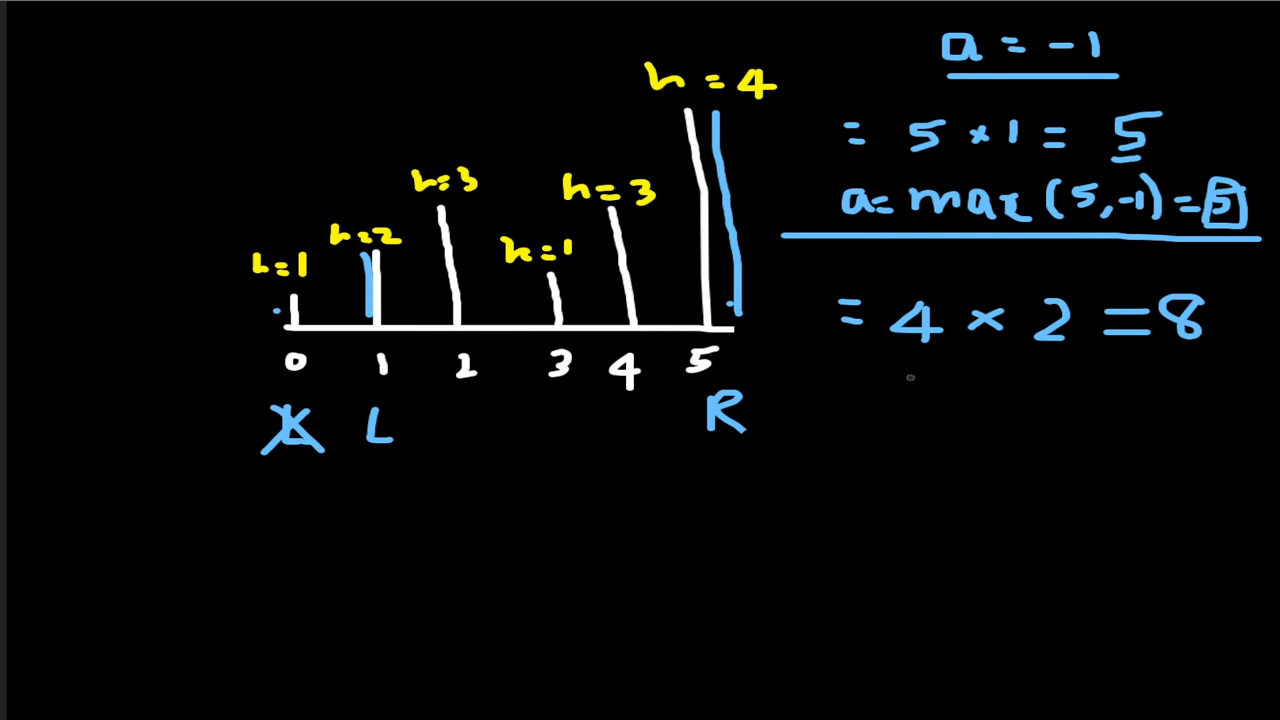 a = -1
h = 4
= 5 × 1 = 5
h=3
h=3
a= max (5,-1) = 5
h=2
h=1
h=1
= 4 × 2 = 8
0 1 2 3 4 5
L L R